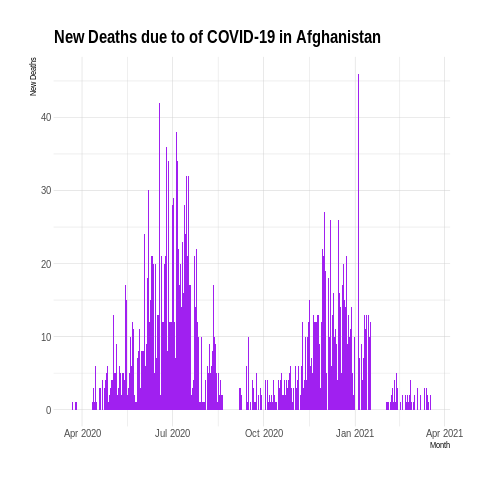 New Deaths due to of COVID-19 in Afghanistan
New Deaths
40
30
20
10
0
Apr 2020 Jul 2020 Oct 2020 Jan 2021 Apr 2021
Month